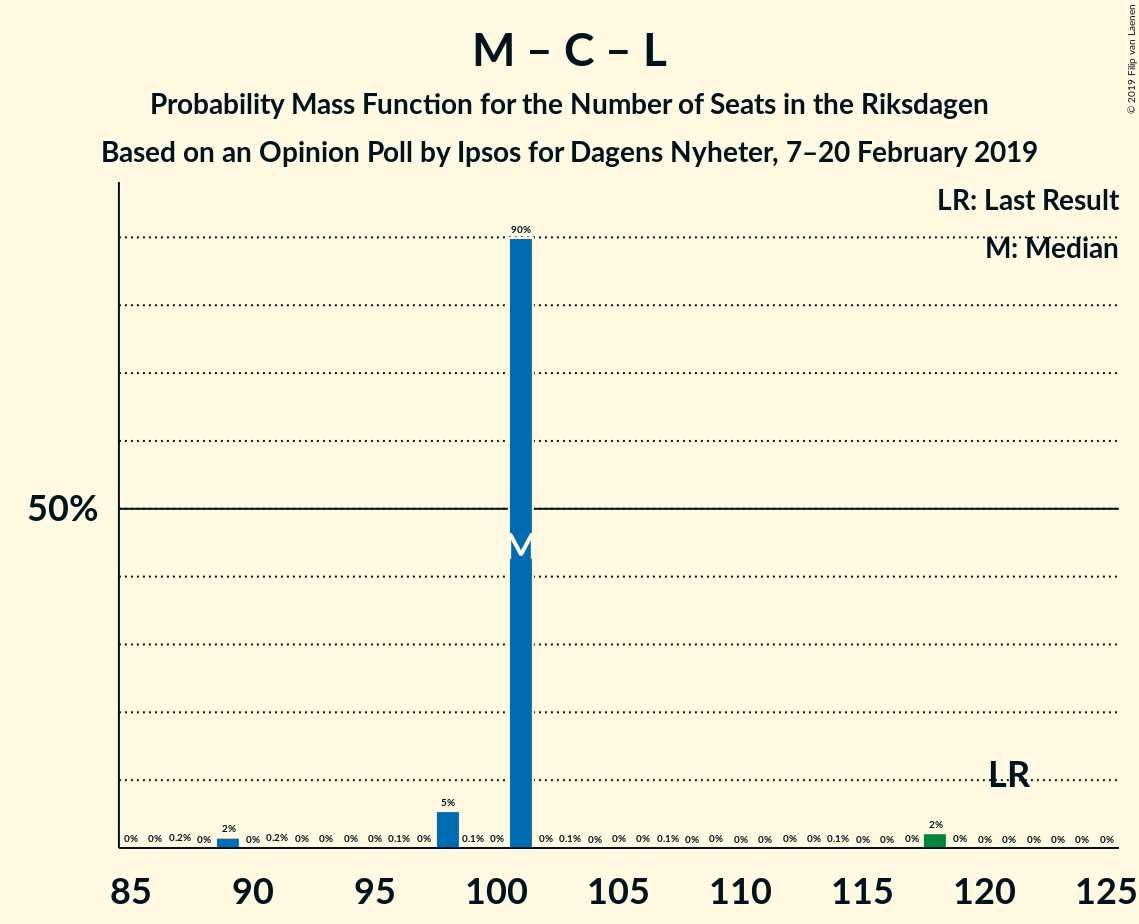 © 2019 Filip van Laenen
M – C – L
Probability Mass Function for the Number of Seats in the Riksdagen
Based on an Opinion Poll by Ipsos for Dagens Nyheter, 7–20 February 2019
LR: Last Result
M: Median
50%
M
LR
0% 0% 0.2% 0% 2% 0% 0.2% 0% 0% 0% 0% 0.1% 0% 5% 0.1% 0% 90% 0% 0.1% 0% 0% 0% 0.1% 0% 0% 0% 0% 0% 0% 0.1% 0% 0% 0% 2% 0% 0% 0% 0% 0% 0% 0%
85 90 95 100 105 110 115 120 125